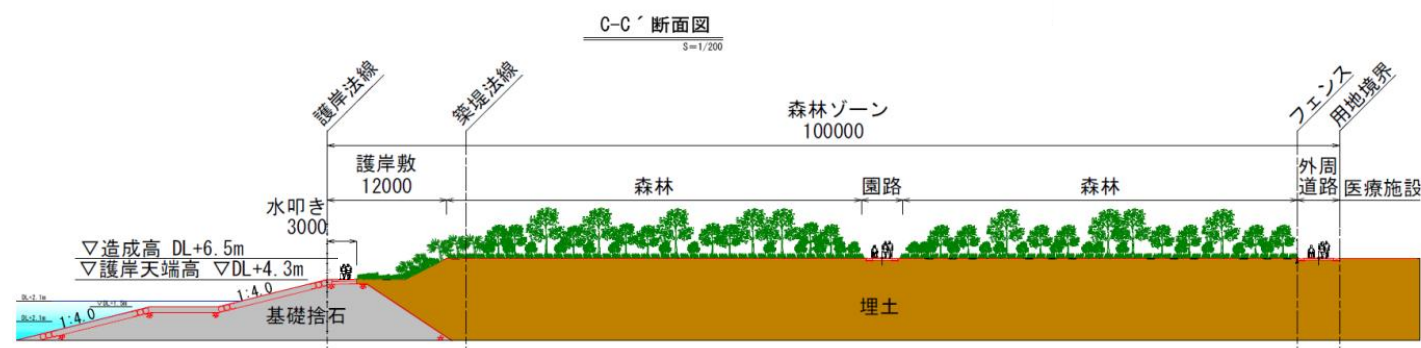 C-C´断面図
S=1/200
護岸法線
築堤法線
フェンス
用地境界
森林ゾーン
100000
護岸敷
12000
森林
園路
森林
外周
道路
医療施設
水叩き
3000
▽造成高 DL+6.5m
▽護岸天端高 ▽DL+4.3m
DL+2.1m
1:4.0
1:4.0
基礎捨石
埋土